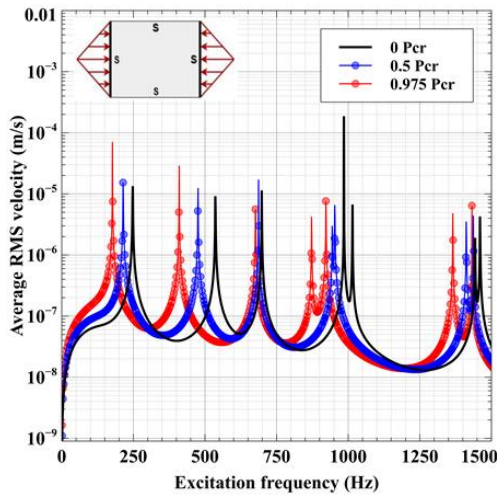 0.01
10⁻³
10⁻⁴
10⁻⁵
10⁻⁶
10⁻⁷
10⁻⁸
10⁻⁹
Average RMS velocity (m/s)
S
S
S
S
0 Pcr
0.5 Pcr
0.975 Pcr
0 250 500 750 1000 1250 1500
Excitation frequency (Hz)